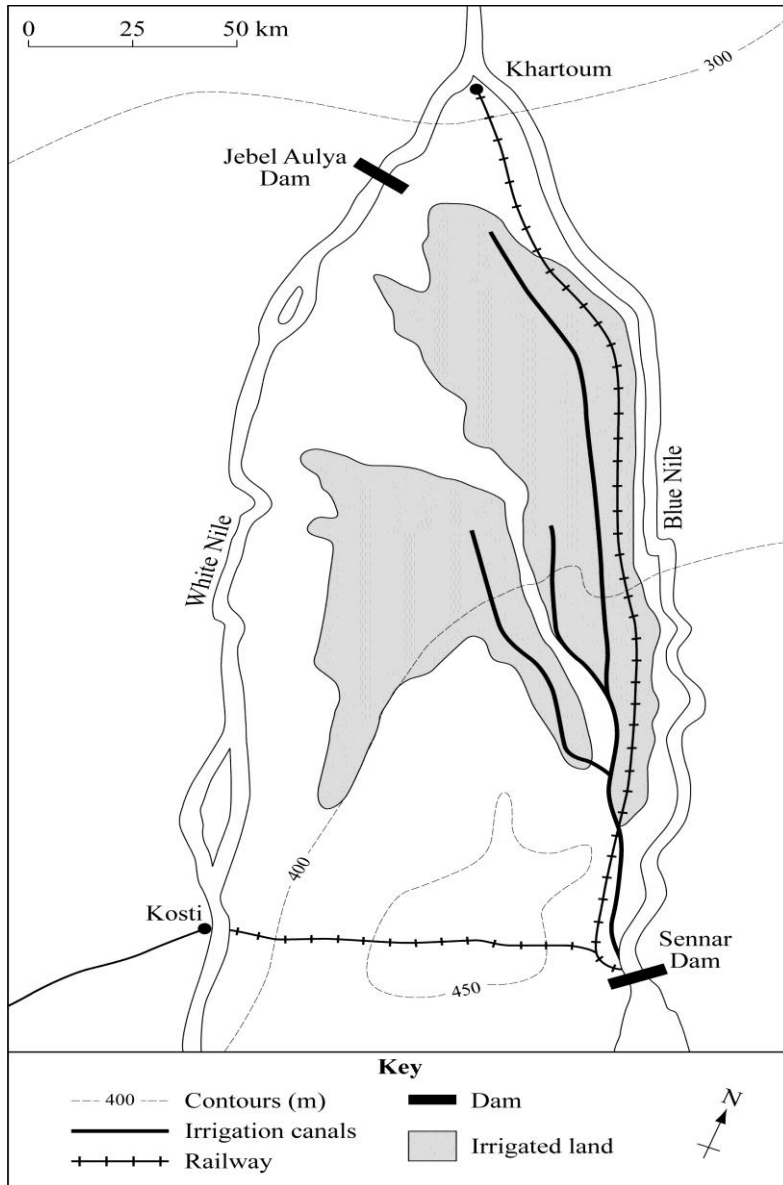 0 25 50 km
300
Khartoum
Jebel Aulya
Dam
Blue Nile
White Nile
400
Kosti
Sennar
Dam
450
Key
400 Contours (m)
Dam
Irrigation canals
Irrigated land
Railway
N